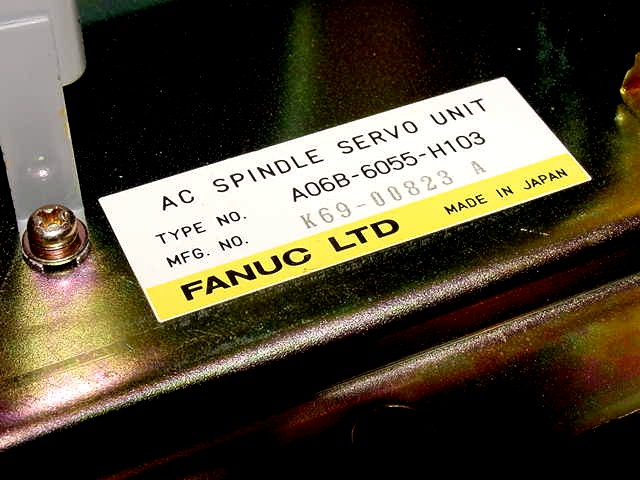 AC SPINDLE SERVO UNIT
TYPE NO. A06B-6055-H103
MFG. NO. K69-00823 A
FANUC LTD MADE IN JAPAN